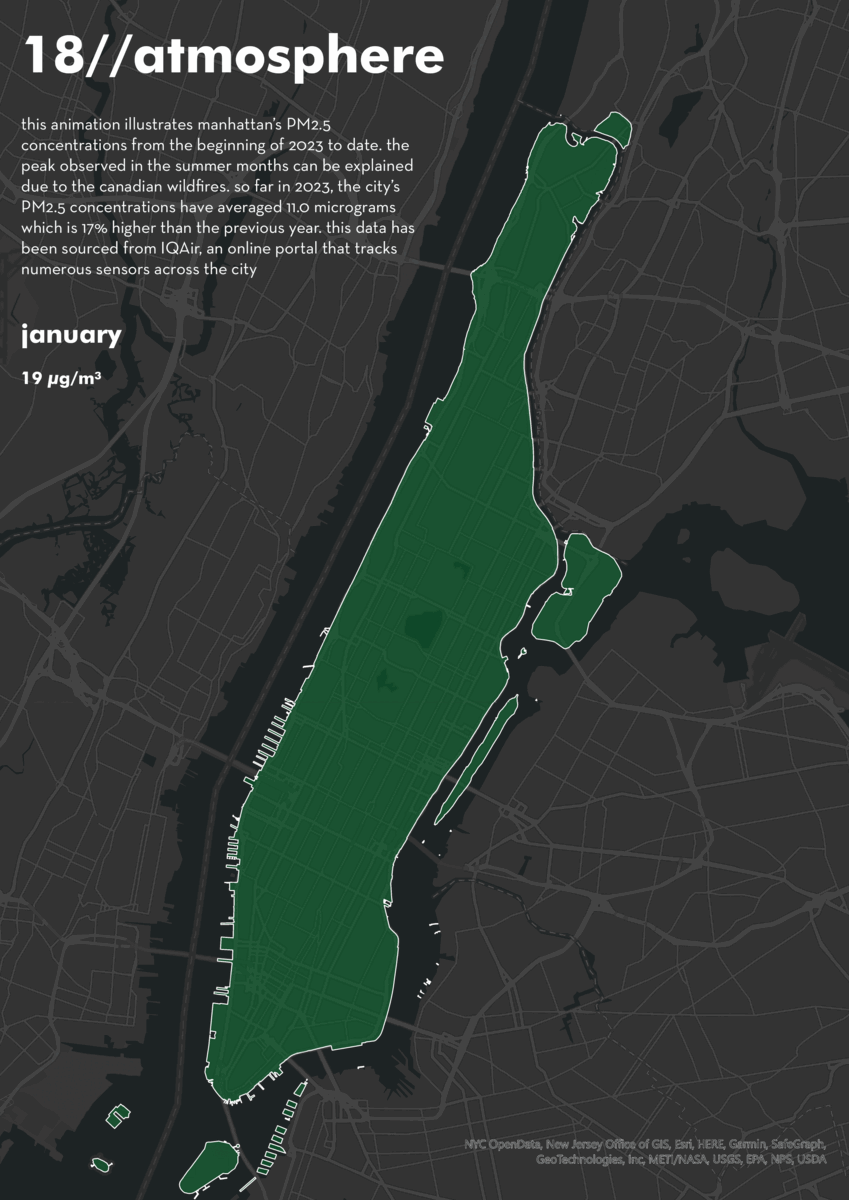 18//atmosphere
this animation illustrates manhattan's PM2.5
concentrations from the beginning of 2023 to date. the
peak observed in the summer months can be explained
due to the canadian wildfires. so far in 2023, the city's
PM2.5 concentrations have averaged 11.0 micrograms
which is 17% higher than the previous year. this data has
been sourced from IQAir, an online portal that tracks
numerous sensors across the city
january
19 µg/m³
NYC OpenData, New Jersey Office of GIS, Esri, HERE, Garmin, SafeGraph,
GeoTechnologies, Inc, METI/NASA, USGS, EPA, NPS, USDA